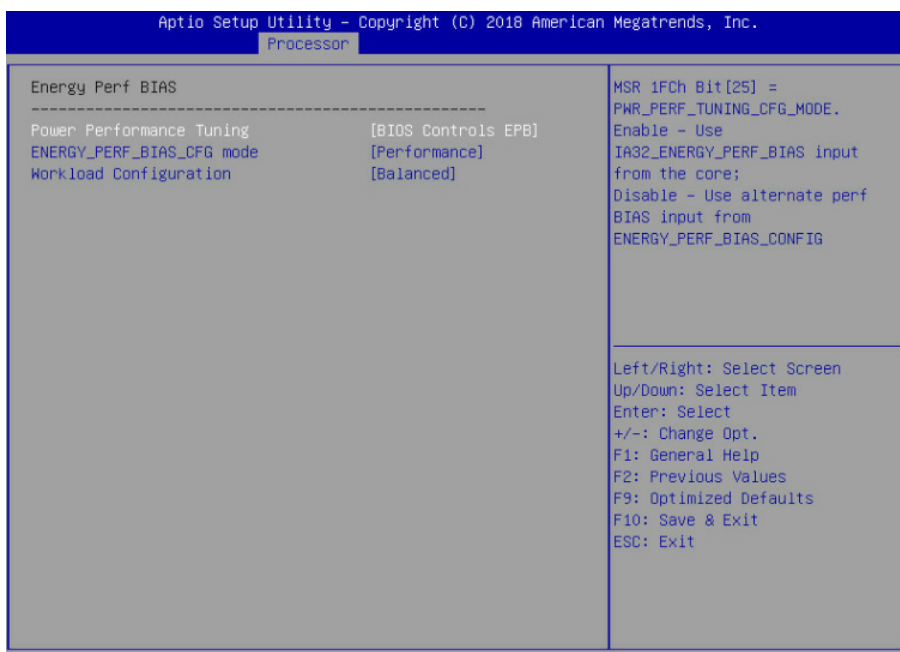 Aptio Setup Utility – Copyright (C) 2018 American Megatrends, Inc.
Processor
Energy Perf BIAS
--------------------------------------------------
Power Performance Tuning [BIOS Controls EPB]
ENERGY_PERF_BIAS_CFG mode [Performance]
Workload Configuration [Balanced]
MSR 1FCh Bit[25] =
PWR_PERF_TUNING_CFG_MODE.
Enable – Use
IA32_ENERGY_PERF_BIAS input
from the core;
Disable – Use alternate perf
BIAS input from
ENERGY_PERF_BIAS_CONFIG
Left/Right: Select Screen
Up/Down: Select Item
Enter: Select
+/-: Change Opt.
F1: General Help
F2: Previous Values
F9: Optimized Defaults
F10: Save & Exit
ESC: Exit